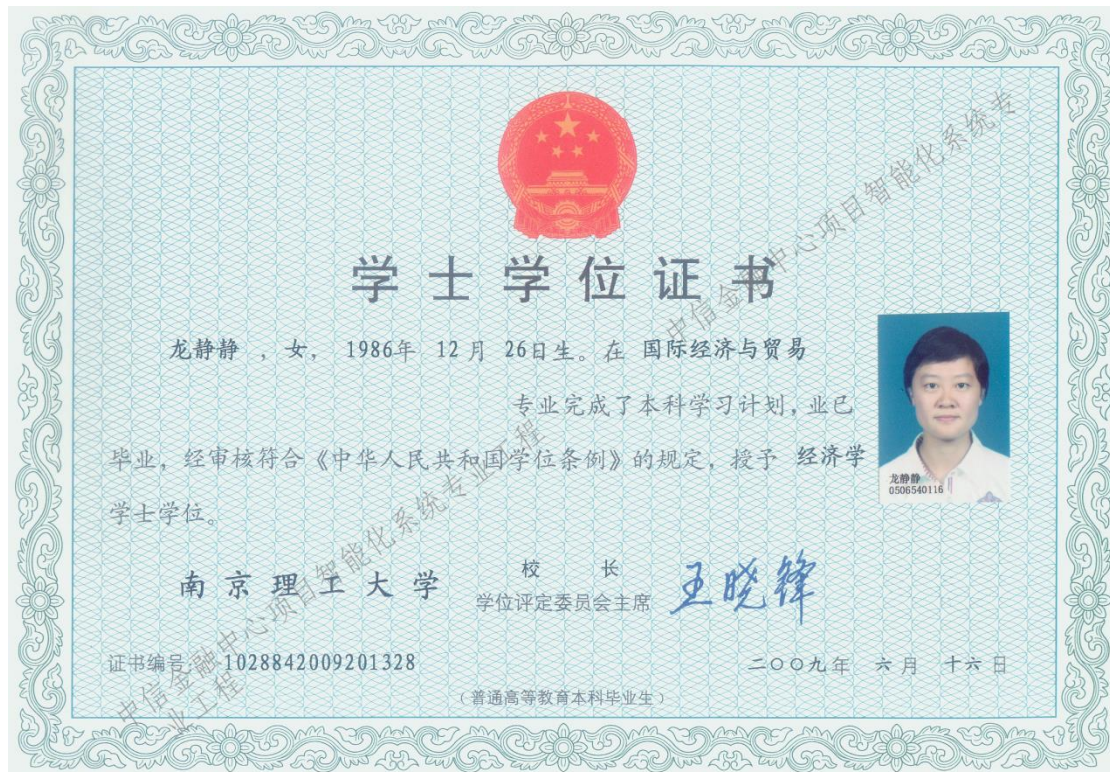 学士学位证书
龙静静 , 女, 1986年 12月 26日生。在 国际经济与贸易
专业完成了本科学习计划, 业已
毕业, 经审核符合《中华人民共和国学位条例》的规定, 授予 经济学
学士学位。
龙静静
0506540116
南京理工大学
校 长
学位评定委员会主席
王晓锋
证书编号 1028842009201328
二〇〇九年 六月 十六日
(普通高等教育本科毕业生)
中信金融中心项目智能化系统专业工程
中信金融中心项目智能化系统专
业工程